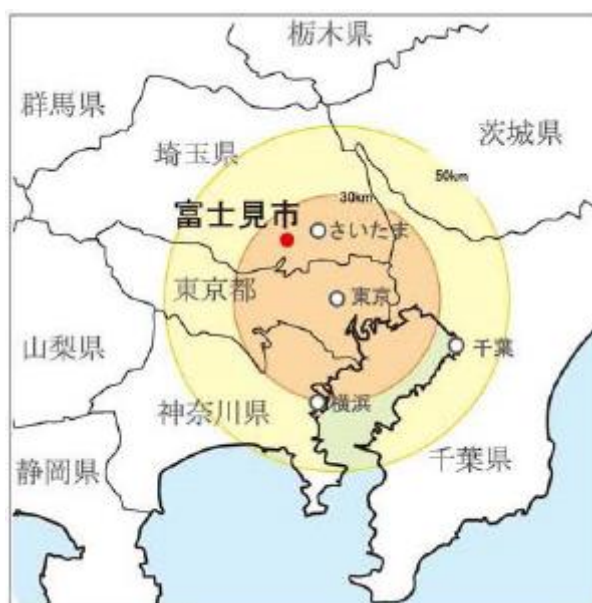 栃木県
群馬県
茨城県
埼玉県
50km
30km
富士見市
さいたま
東京都
東京
山梨県
千葉
神奈川県
横浜
静岡県
千葉県